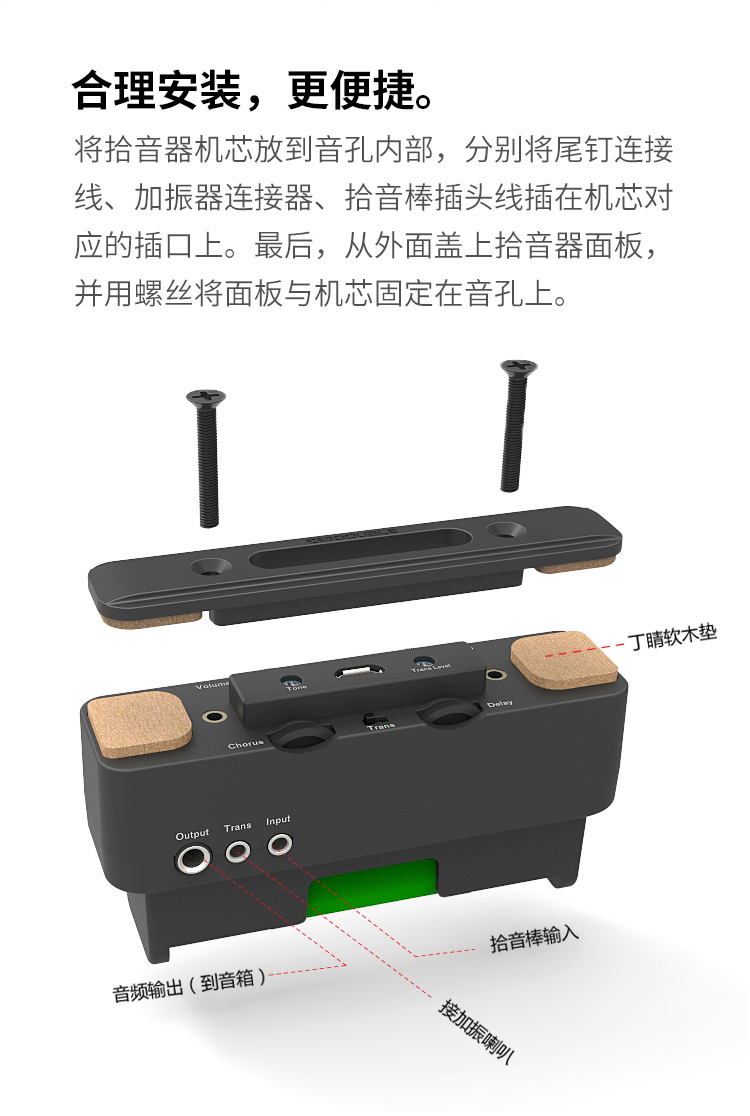 合理安装，更便捷。
将拾音器机芯放到音孔内部，分别将尾钉连接
线、加振器连接器、拾音棒插头线插在机芯对
应的插口上。最后，从外面盖上拾音器面板，
并用螺丝将面板与机芯固定在音孔上。
丁睛软木垫
Volume
Tone
Trans Level
Chorus
Trans
Delay
Output
Trans
Input
拾音棒输入
音频输出（到音箱）
接加振喇叭